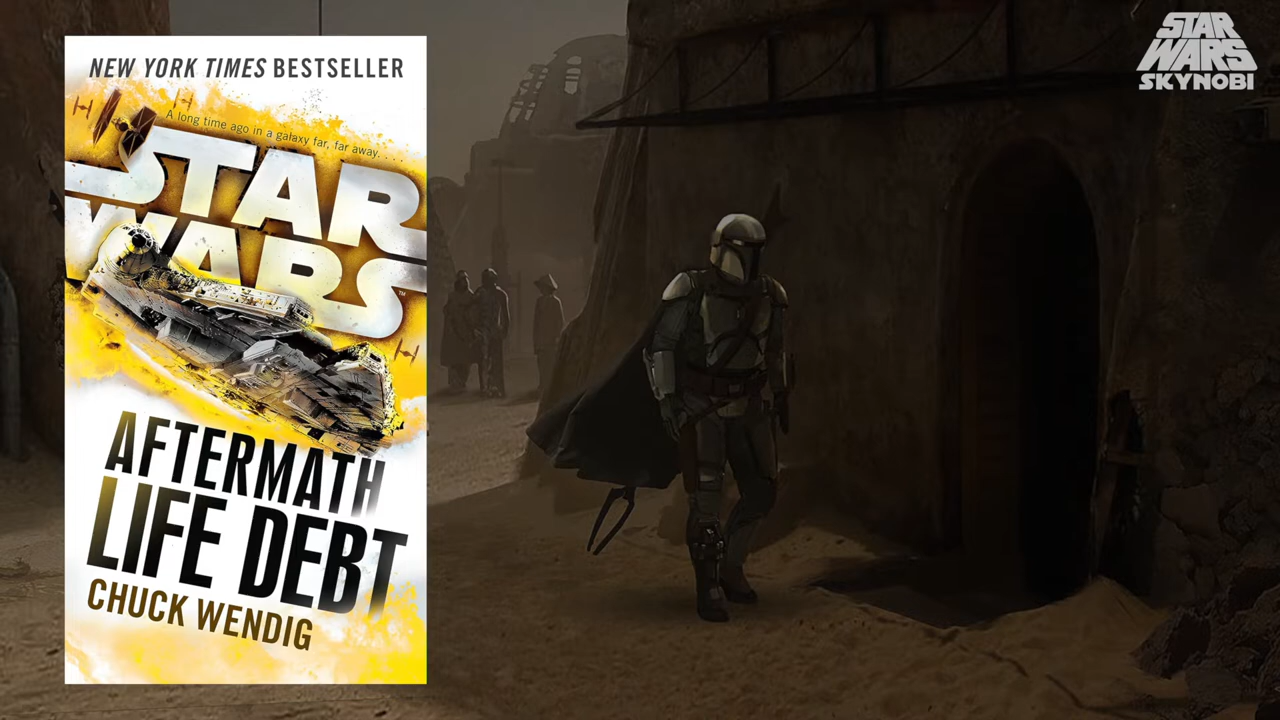 NEW YORK TIMES BESTSELLER
A long time ago in a galaxy far, far away. . . .
STAR
WARS™
AFTERMATH
LIFE DEBT
CHUCK WENDIG
STAR
WARS
SKYNOBI